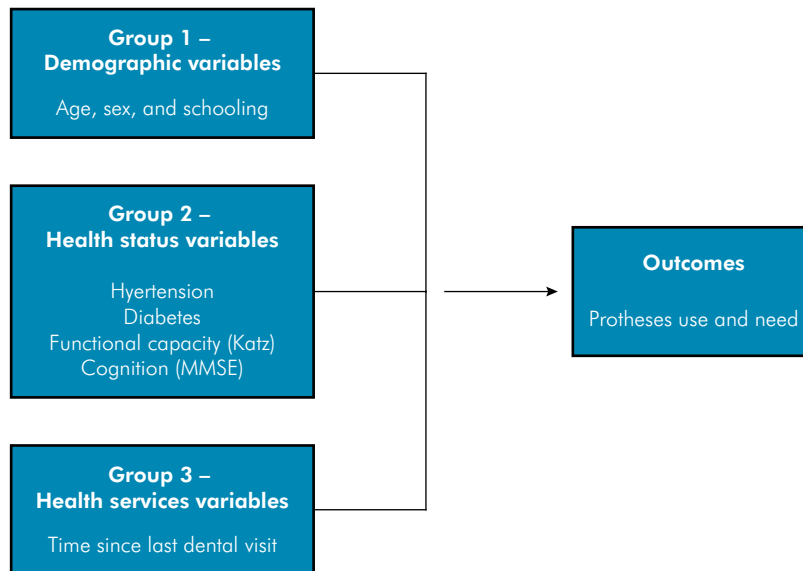 Group 1 –
Demographic variables
Age, sex, and schooling
Group 2 –
Health status variables
Hyertension
Diabetes
Functional capacity (Katz)
Cognition (MMSE)
Group 3 –
Health services variables
Time since last dental visit
Outcomes
Protheses use and need